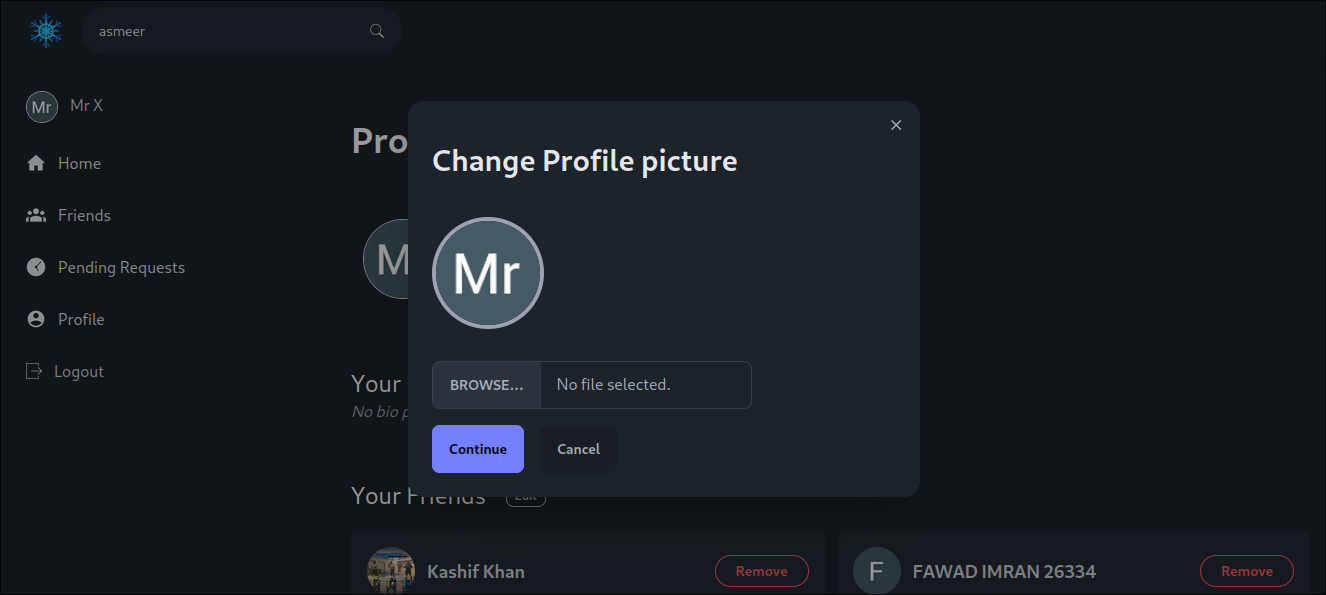 asmeer
Mr
Mr X
Home
Friends
Pending Requests
Profile
Logout
Pro
M
Your
No bio p
Change Profile picture
Mr
BROWSE...
No file selected.
Continue
Cancel
Your Friends
Edit
Kashif Khan
Remove
F
FAWAD IMRAN 26334
Remove